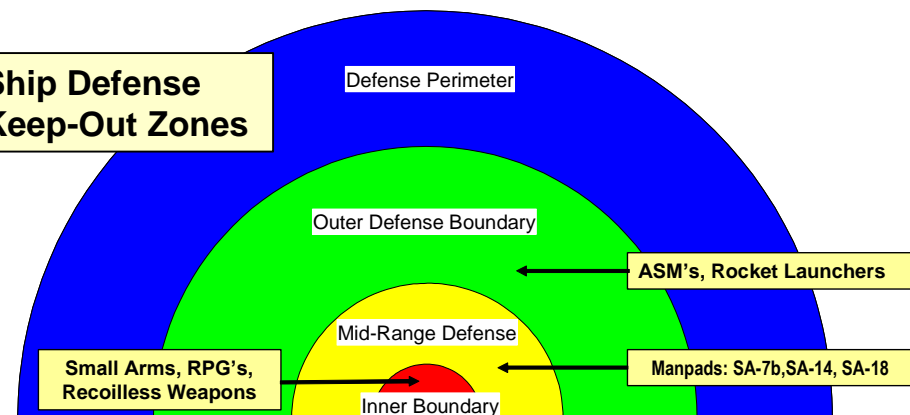 Ship Defense
Keep-Out Zones
Defense Perimeter
Outer Defense Boundary
ASM's, Rocket Launchers
Mid-Range Defense
Small Arms, RPG's,
Recoilless Weapons
Manpads: SA-7b,SA-14, SA-18
Inner Boundary